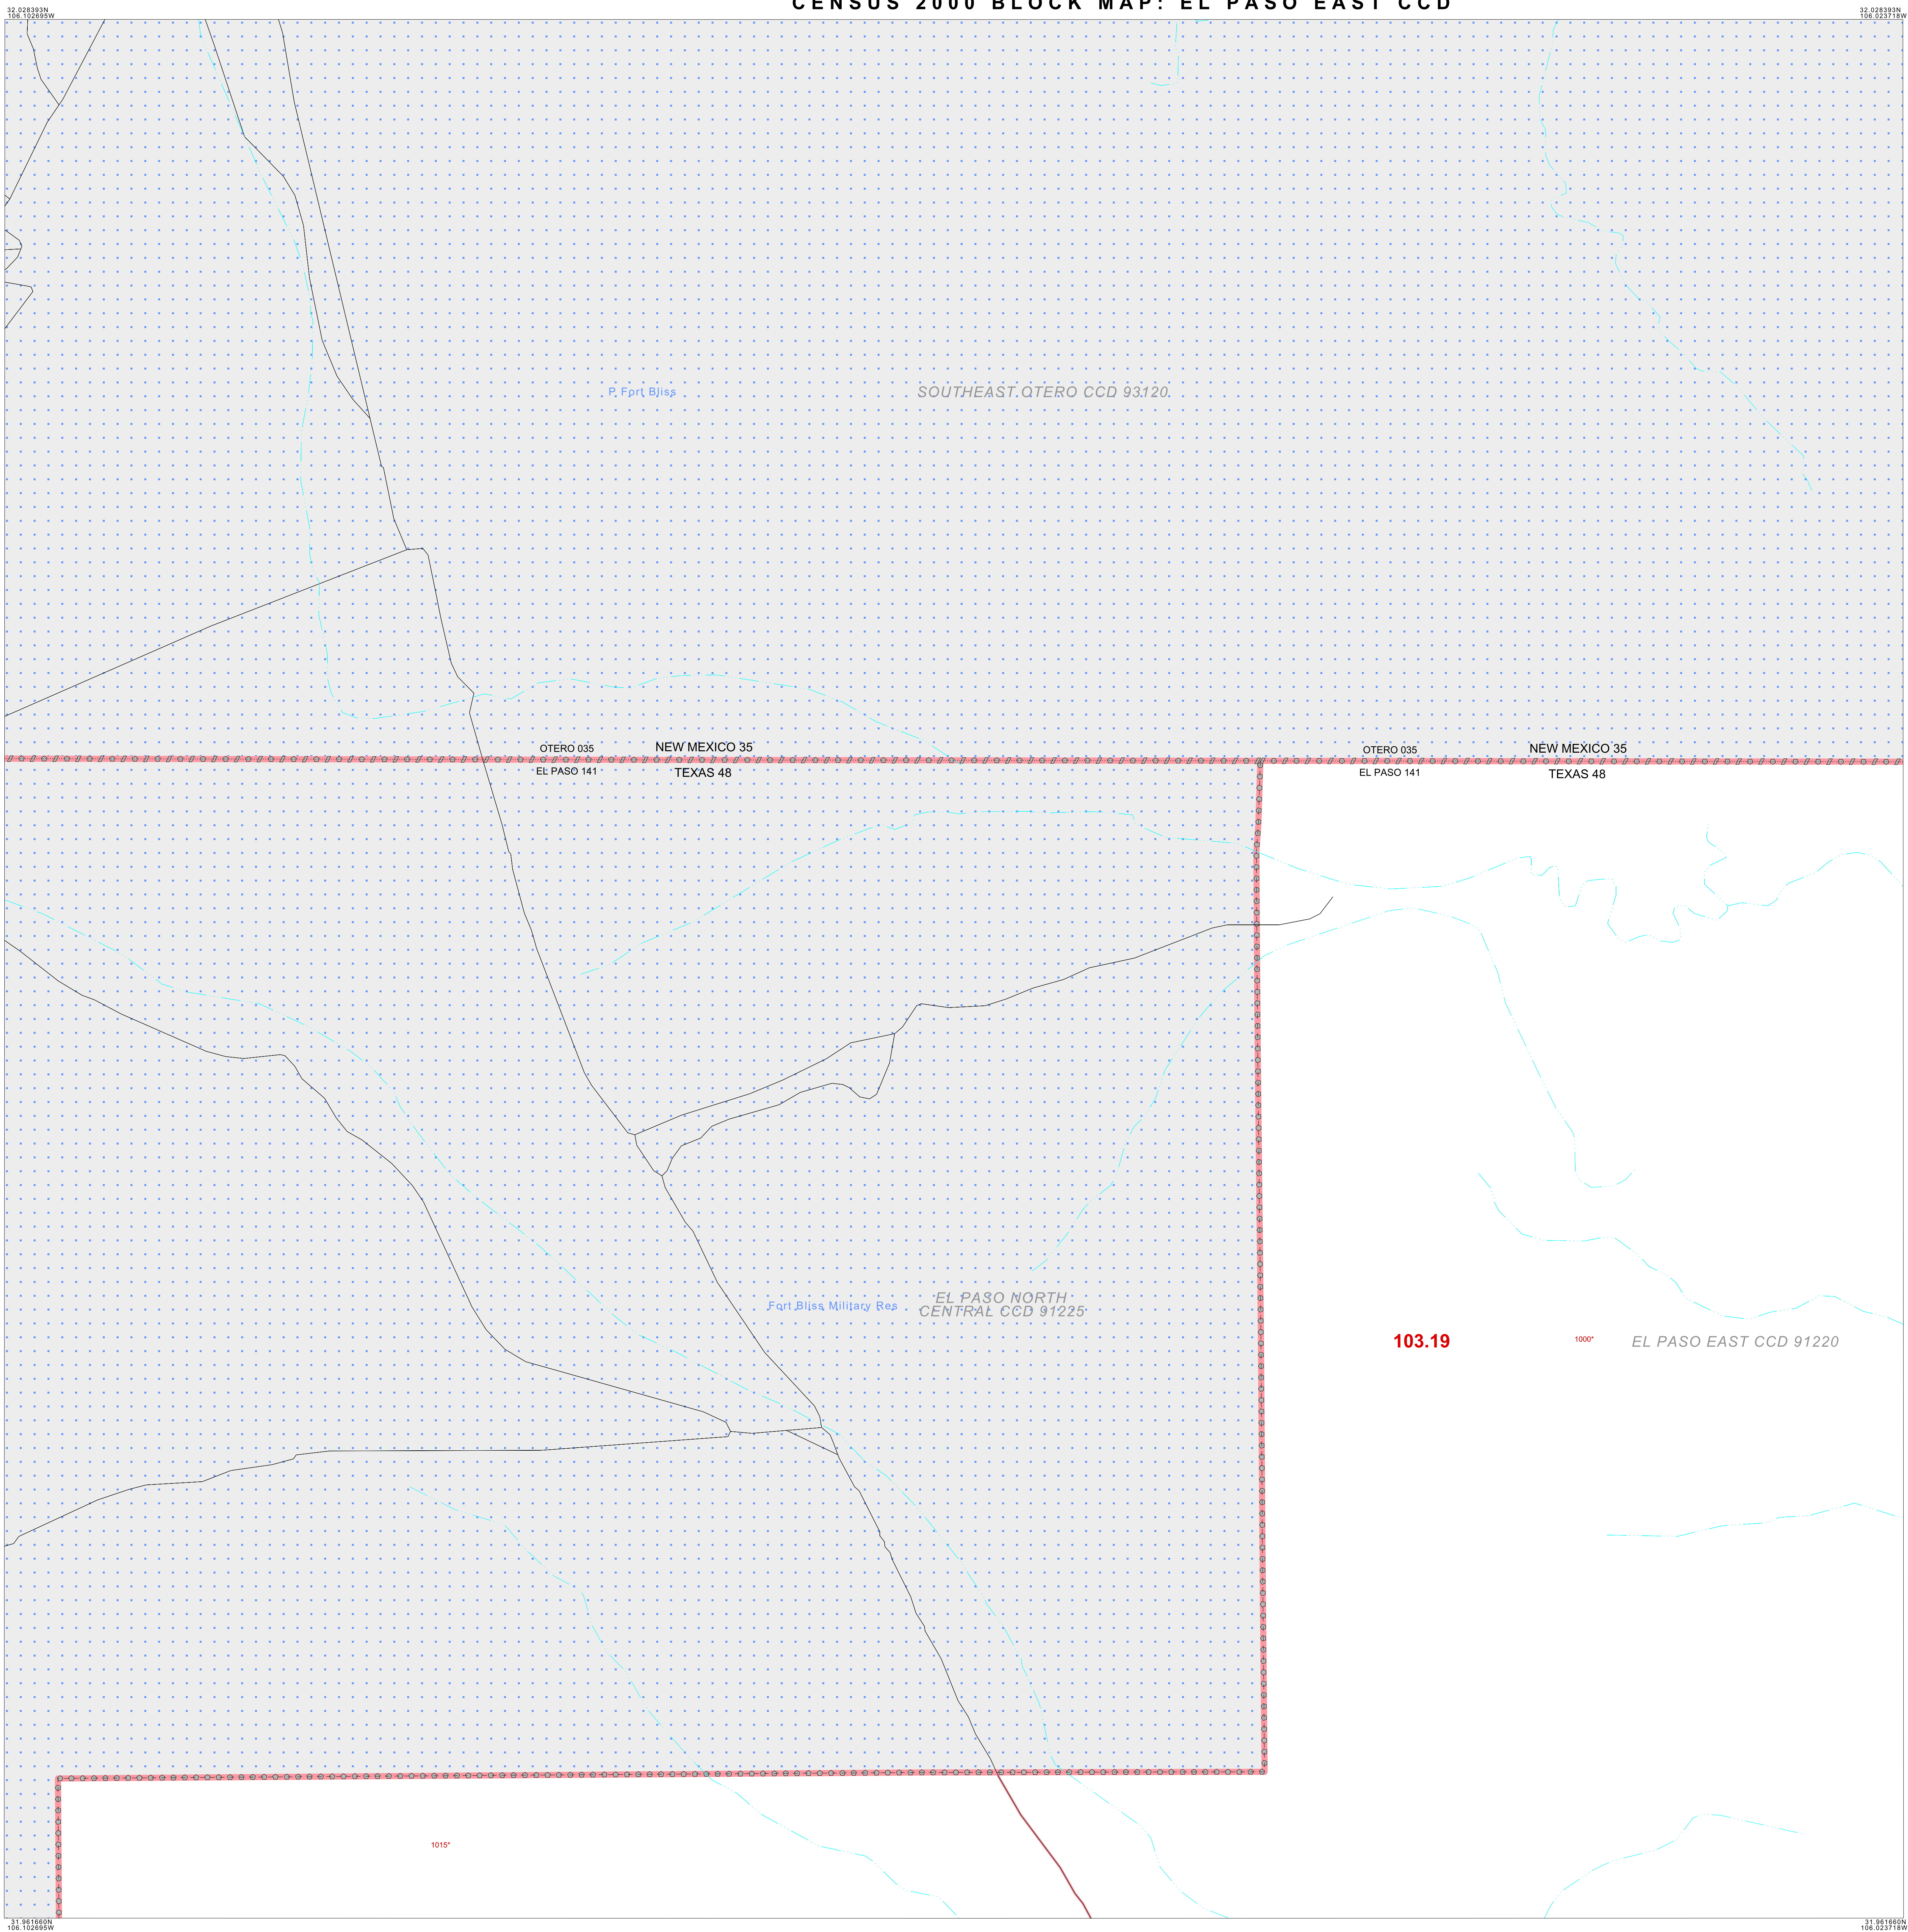 CENSUS 2000 BLOCK MAP: EL PASO EAST CCD
32.028393N
106.102695W
32.028393N
106.023718W
P Fort Bliss
SOUTHEAST OTERO CCD 93120
OTERO 035
NEW MEXICO 35
EL PASO 141
TEXAS 48
OTERO 035
NEW MEXICO 35
EL PASO 141
TEXAS 48
Fort Bliss Military Res
EL PASO NORTH
CENTRAL CCD 91225
103.19
1000*
EL PASO EAST CCD 91220
1015*
31.961660N
106.102695W
31.961660N
106.023718W